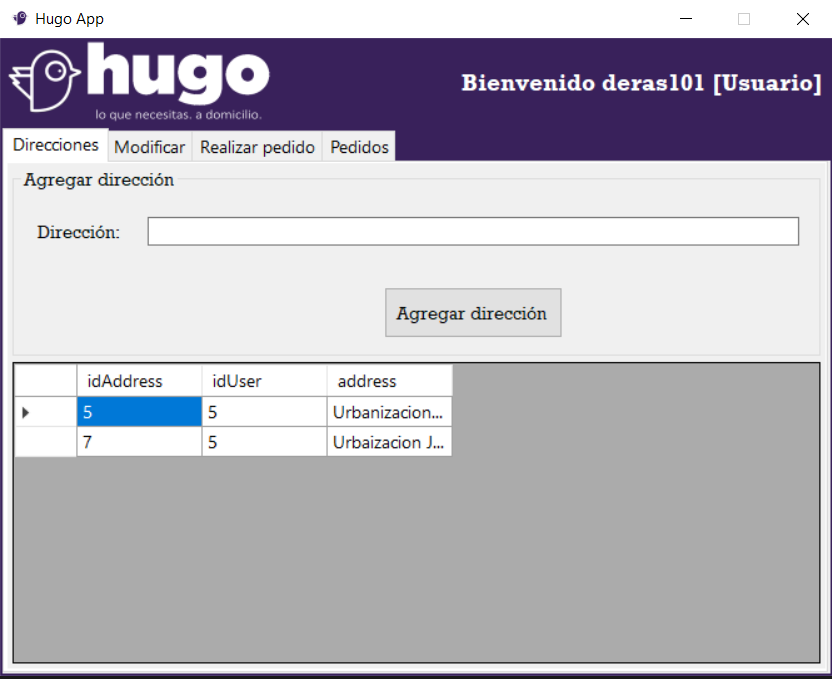 Hugo App
hugo
lo que necesitas. a domicilio.
Bienvenido deras101 [Usuario]
Direcciones Modificar Realizar pedido Pedidos
Agregar dirección
Dirección:
Agregar dirección
idAddress idUser address
5 5 Urbanizacion...
7 5 Urbaizacion J...